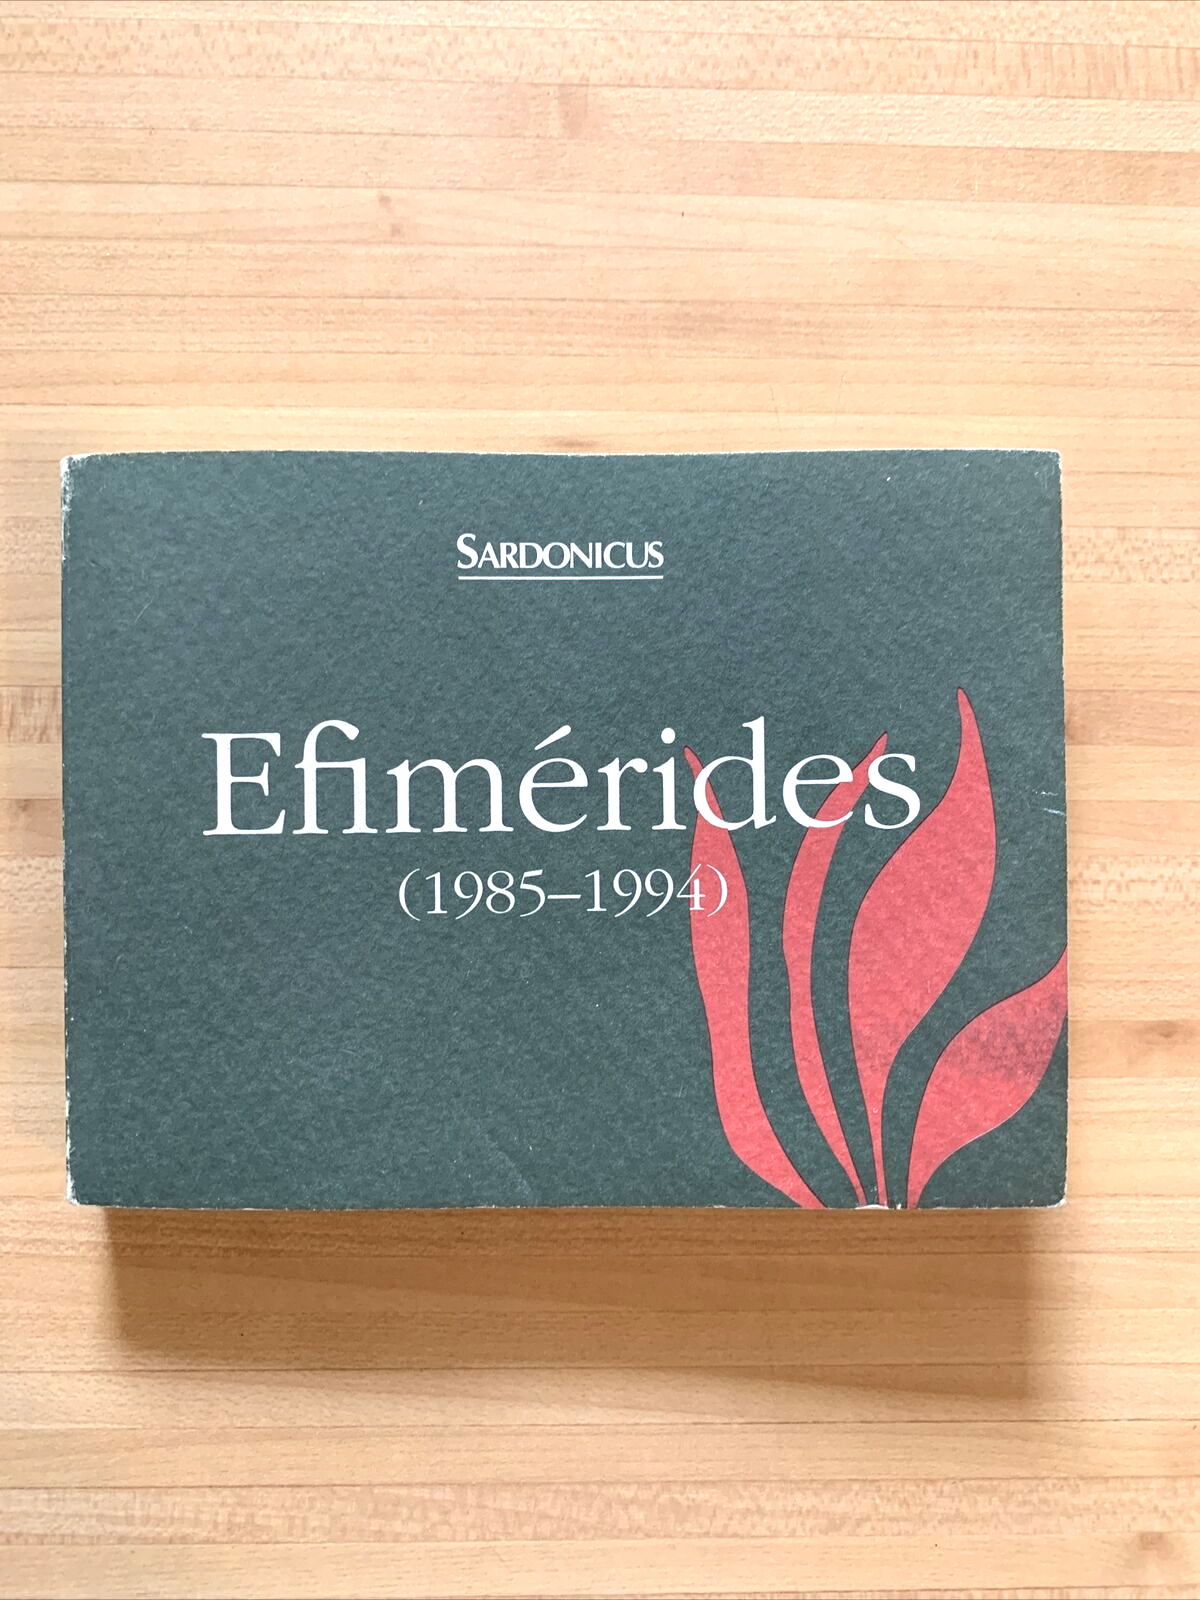 SARDONICUS
Efimérides
(1985–1994)